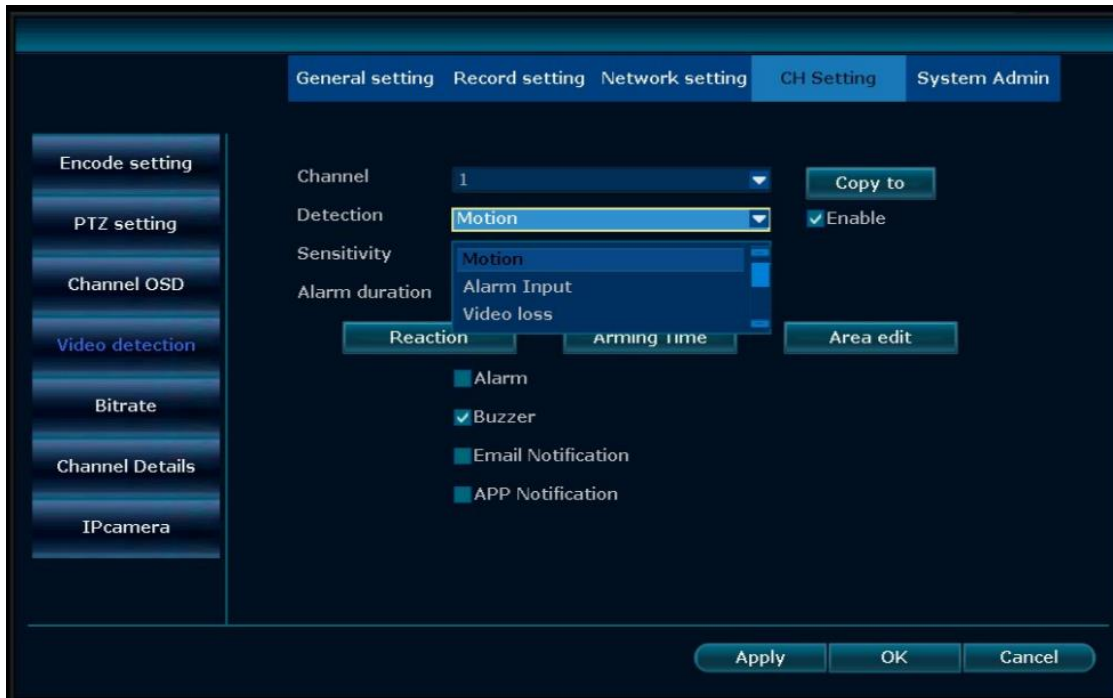 General setting Record setting Network setting CH Setting System Admin
Encode setting
PTZ setting
Channel OSD
Video detection
Bitrate
Channel Details
IPcamera
Channel 1 Copy to
Detection Motion Enable
Sensitivity Motion
Alarm duration Alarm Input
Video loss
Reaction Arming Time Area edit
Alarm
Buzzer
Email Notification
APP Notification
Apply OK Cancel